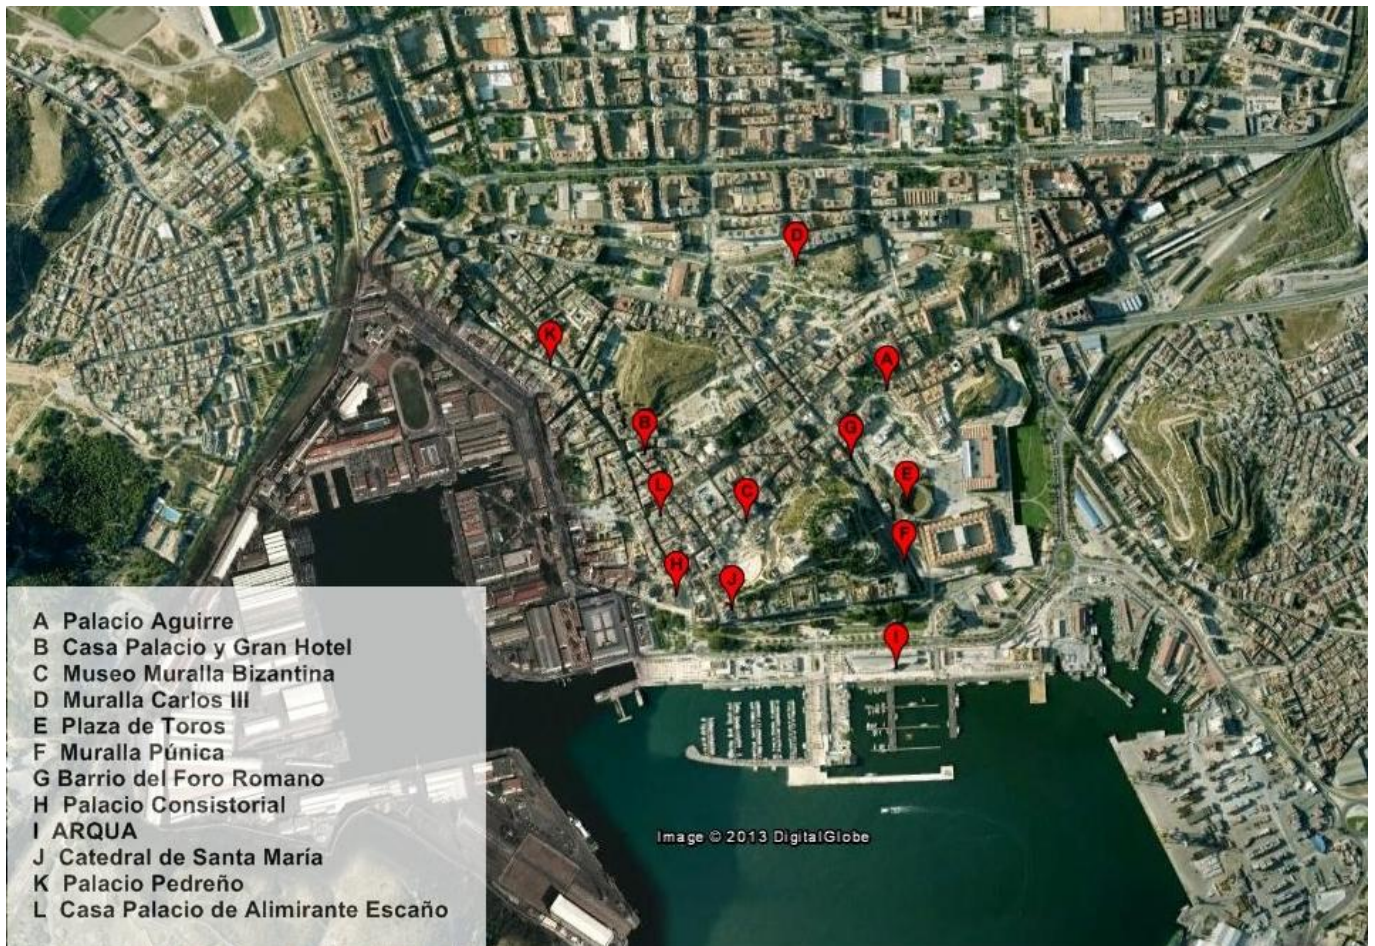 D
K
A
B
G
E
L
C
F
H
J
I
A Palacio Aguirre
B Casa Palacio y Gran Hotel
C Museo Muralla Bizantina
D Muralla Carlos III
E Plaza de Toros
F Muralla Púnica
G Barrio del Foro Romano
H Palacio Consistorial
I ARQUA
J Catedral de Santa María
K Palacio Pedreño
L Casa Palacio de Alimirante Escaño
Image © 2013 DigitalGlobe